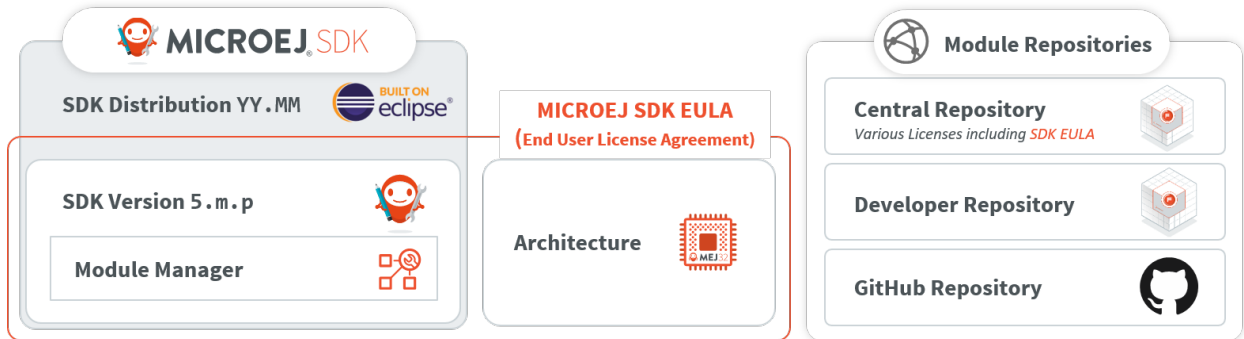 MICROEJ® SDK
SDK Distribution YY.MM
BUILT ON
eclipse®
MICROEJ SDK EULA
(End User License Agreement)
SDK Version 5.m.p
Module Manager
Architecture
MEJ32
Module Repositories
Central Repository
Various Licenses including SDK EULA
Developer Repository
GitHub Repository